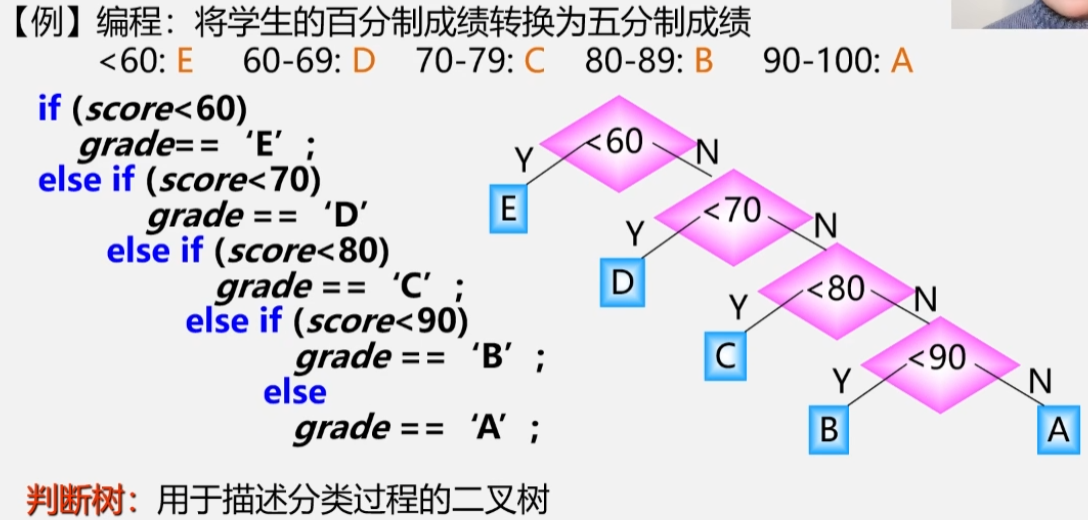 【例】编程：将学生的百分制成绩转换为五分制成绩
<60: E 60-69: D 70-79: C 80-89: B 90-100: A
if (score<60)
grade== ‘E’ ;
else if (score<70)
grade == ‘D’
else if (score<80)
grade == ‘C’ ;
else if (score<90)
grade == ‘B’ ;
else
grade == ‘A’ ;
<60
Y N
E
<70
Y N
D
<80
Y N
C
<90
Y N
B A
判断树：用于描述分类过程的二叉树